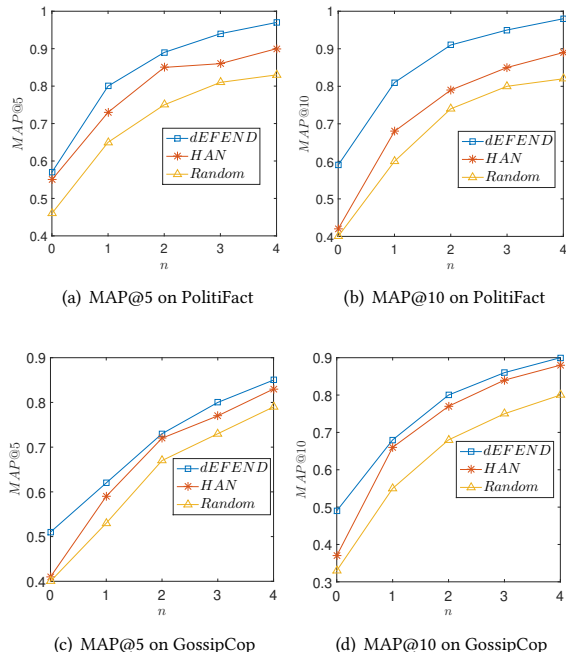 1
0.9
0.8
0.7
0.6
0.5
0.4
MAP@5
0 1 2 3 4
n
dEFEND
HAN
Random
(a) MAP@5 on PolitiFact
1
0.9
0.8
0.7
0.6
0.5
0.4
MAP@10
0 1 2 3 4
n
dEFEND
HAN
Random
(b) MAP@10 on PolitiFact
0.9
0.8
0.7
0.6
0.5
0.4
MAP@5
0 1 2 3 4
n
dEFEND
HAN
Random
(c) MAP@5 on GossipCop
0.9
0.8
0.7
0.6
0.5
0.4
0.3
MAP@10
0 1 2 3 4
n
dEFEND
HAN
Random
(d) MAP@10 on GossipCop